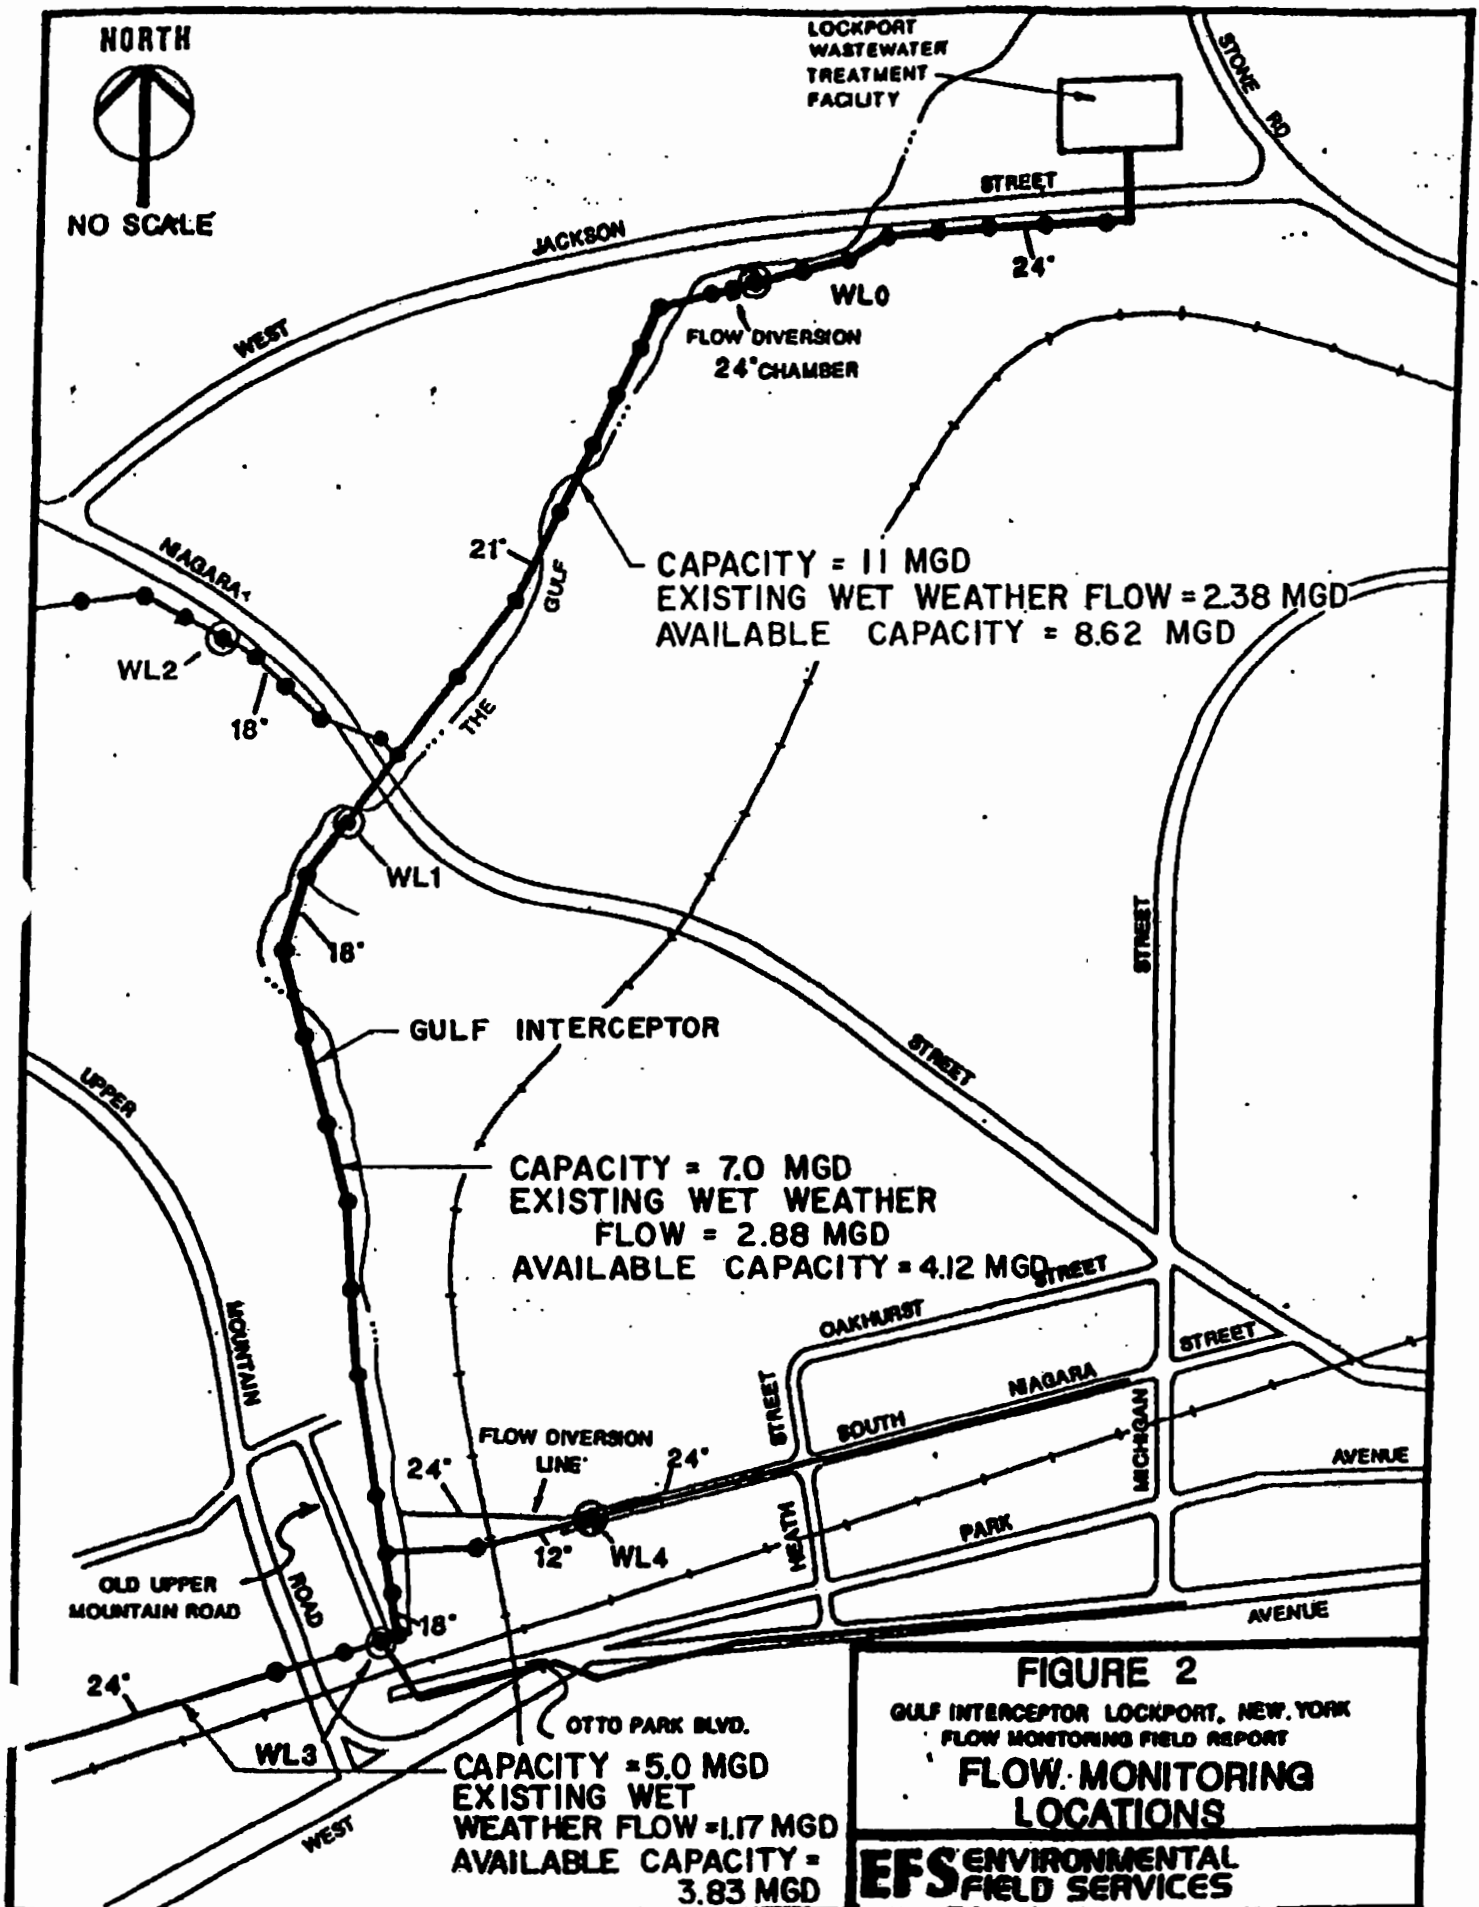 NORTH
NO SCALE
LOCKPORT
WASTEWATER
TREATMENT
FACILITY
STONE RD
STREET
JACKSON
WEST
24"
WL0
FLOW DIVERSION
24" CHAMBER
NIAGARA
21"
GULF
THE
CAPACITY = 11 MGD
EXISTING WET WEATHER FLOW = 2.38 MGD
AVAILABLE CAPACITY = 8.62 MGD
WL2
18"
WL1
18"
STREET
GULF INTERCEPTOR
STREET
UPPER
CAPACITY = 7.0 MGD
EXISTING WET WEATHER
FLOW = 2.88 MGD
AVAILABLE CAPACITY = 4.12 MGD
STREET
OAKHURST
MOUNTAIN
STREET
NIAGARA
SOUTH
STREET
MICHIGAN
FLOW DIVERSION
LINE
24"
24"
AVENUE
HEATH
PARK
12"
WL4
OLD UPPER
MOUNTAIN ROAD
ROAD
18"
AVENUE
24"
WL3
OTTO PARK BLVD.
WEST
CAPACITY = 5.0 MGD
EXISTING WET
WEATHER FLOW = 1.17 MGD
AVAILABLE CAPACITY =
3.83 MGD
FIGURE 2
GULF INTERCEPTOR LOCKPORT, NEW YORK
FLOW MONITORING FIELD REPORT
FLOW MONITORING
LOCATIONS
EFS ENVIRONMENTAL
FIELD SERVICES